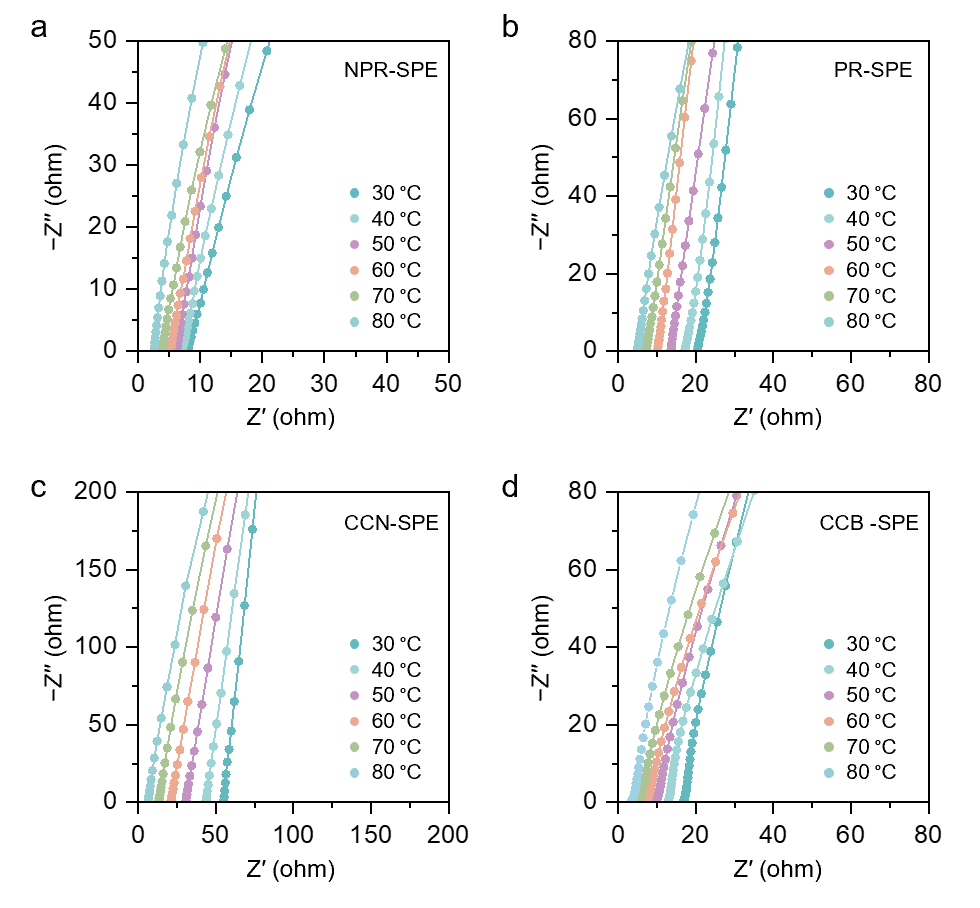 a
50
40
30
20
10
0
0
10
20
30
40
50
−Z″ (ohm)
Z′ (ohm)
NPR-SPE
30 °C
40 °C
50 °C
60 °C
70 °C
80 °C
b
80
60
40
20
0
0
20
40
60
80
−Z″ (ohm)
Z′ (ohm)
PR-SPE
30 °C
40 °C
50 °C
60 °C
70 °C
80 °C
c
200
150
100
50
0
0
50
100
150
200
−Z″ (ohm)
Z′ (ohm)
CCN-SPE
30 °C
40 °C
50 °C
60 °C
70 °C
80 °C
d
80
60
40
20
0
0
20
40
60
80
−Z″ (ohm)
Z′ (ohm)
CCB -SPE
30 °C
40 °C
50 °C
60 °C
70 °C
80 °C